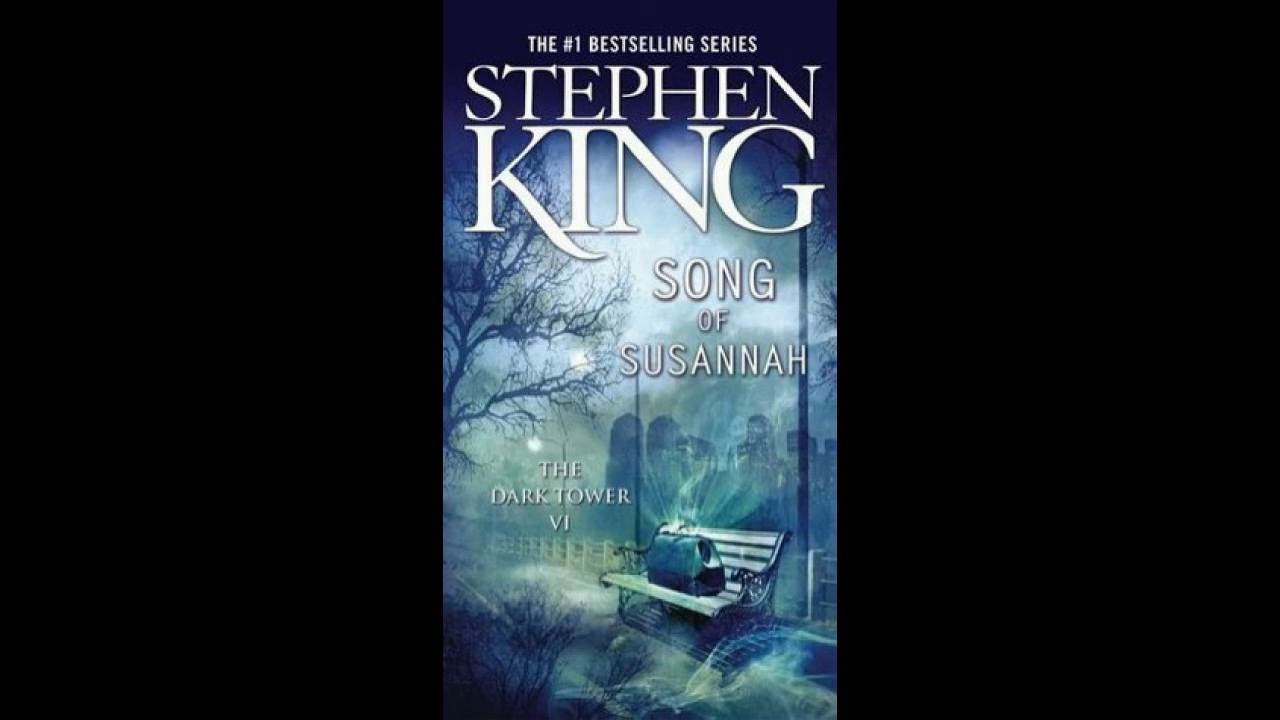 THE #1 BESTSELLING SERIES
STEPHEN
KING
SONG
OF
SUSANNAH
THE
DARK TOWER
VI